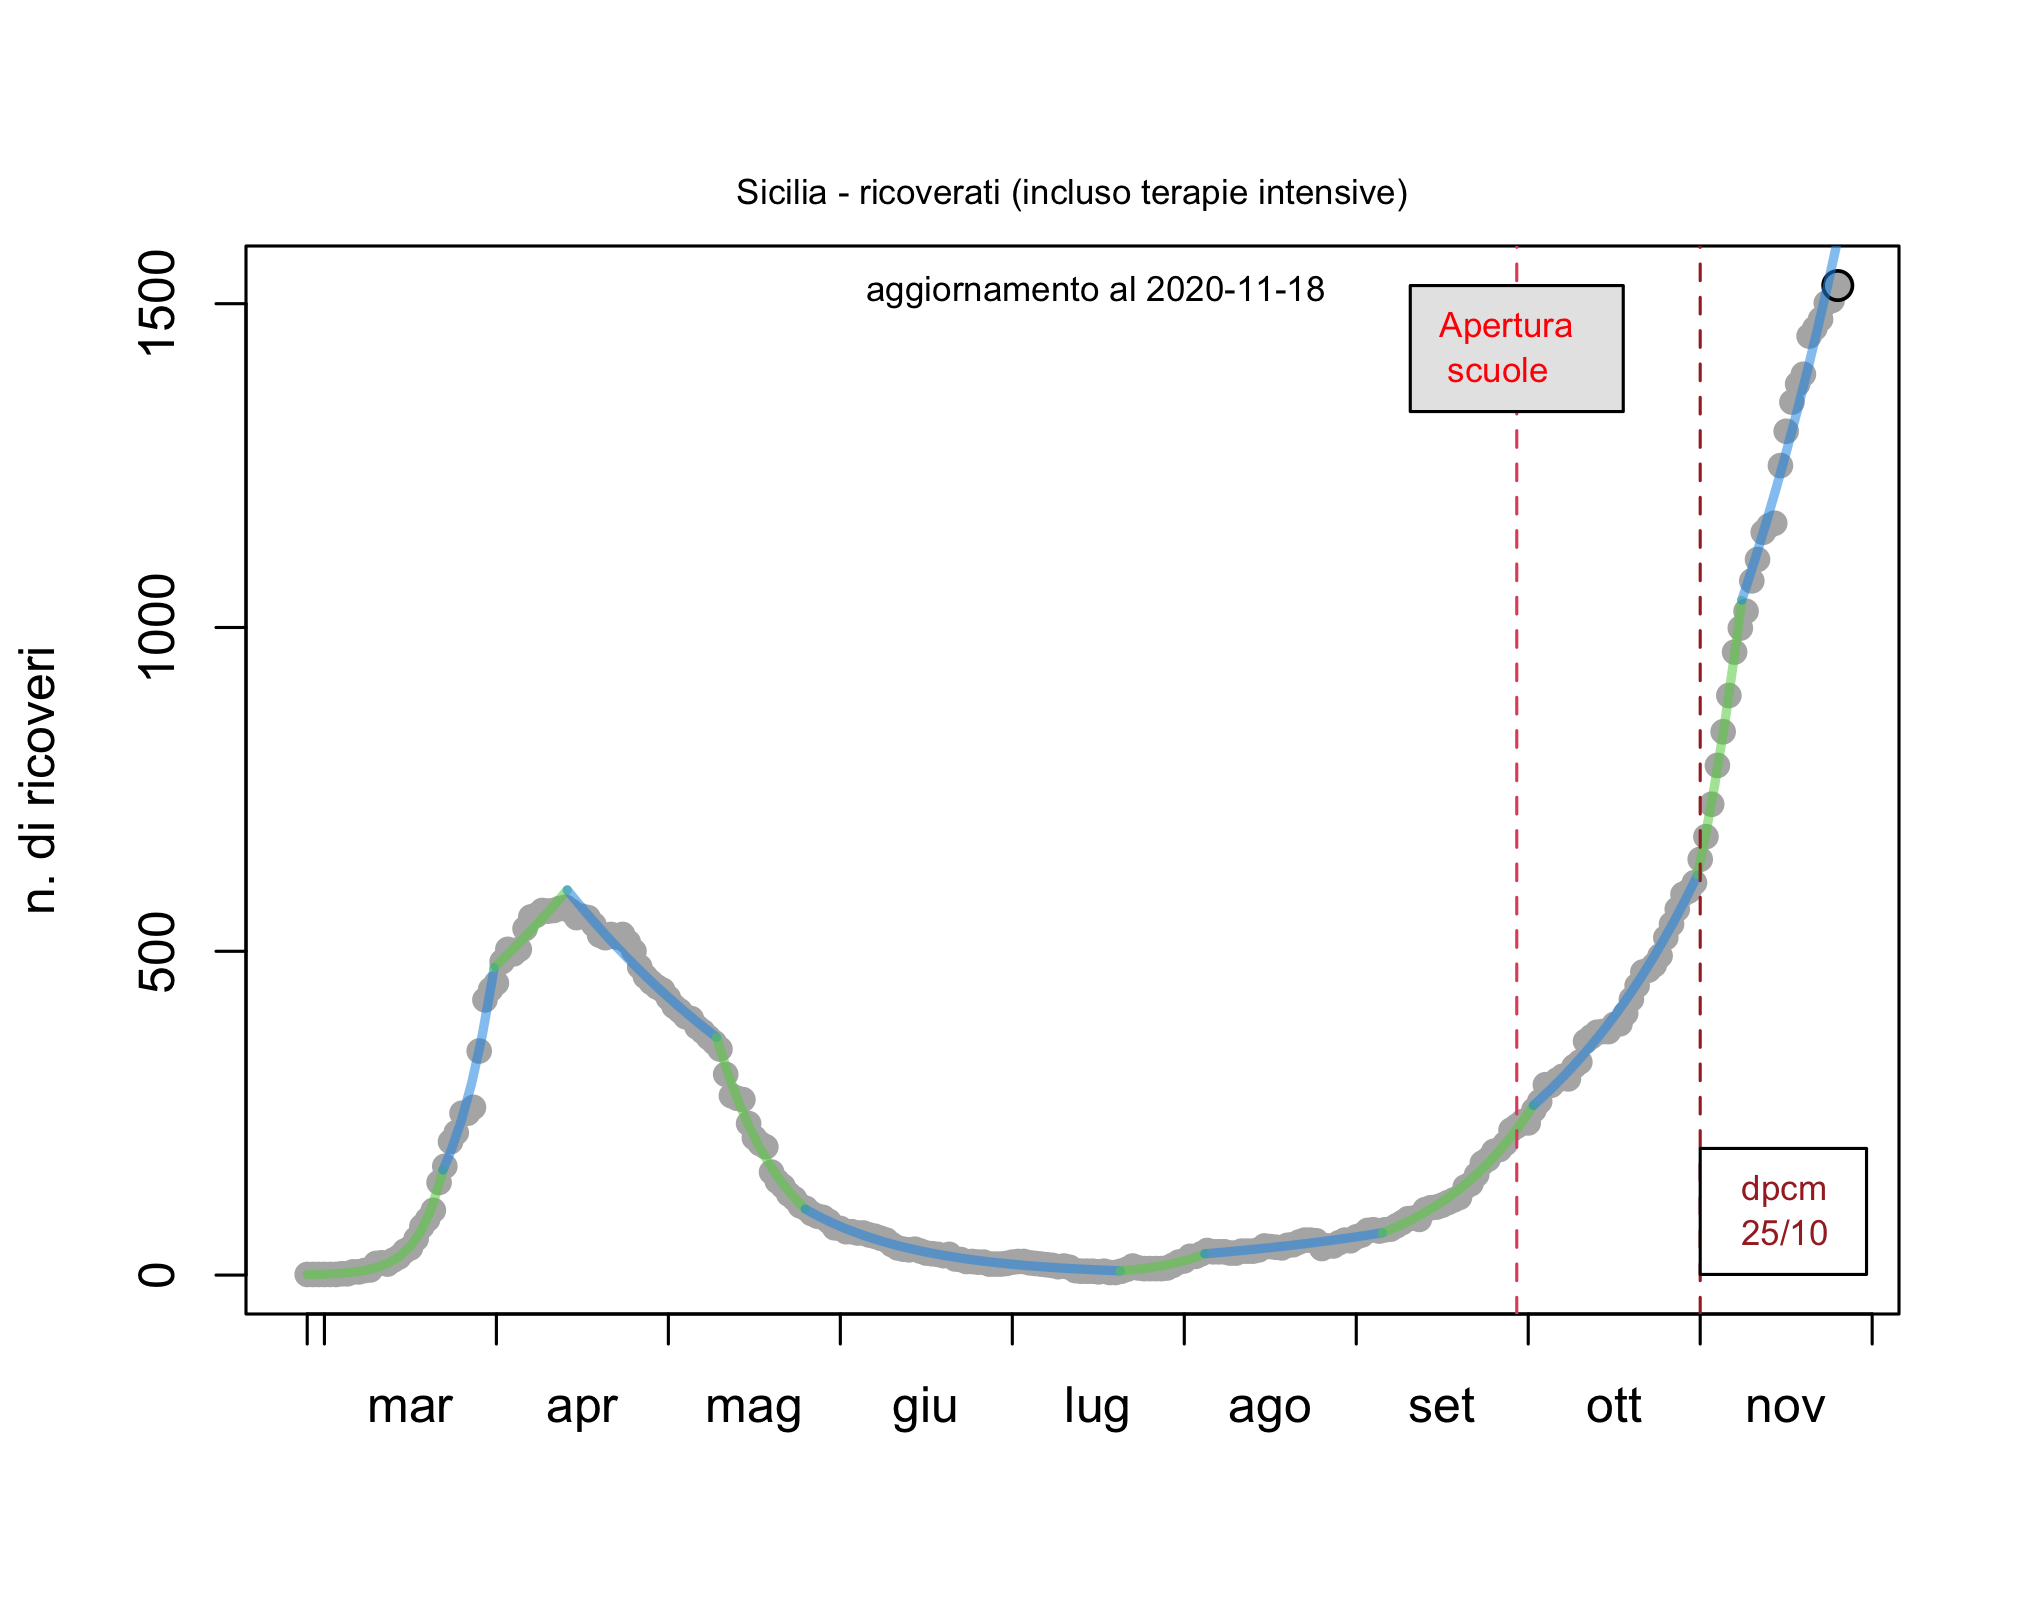 Sicilia - ricoverati (incluso terapie intensive)
aggiornamento al 2020-11-18
Apertura
scuole
dpcm
25/10
n. di ricoveri
1500
1000
500
0
mar apr mag giu lug ago set ott nov